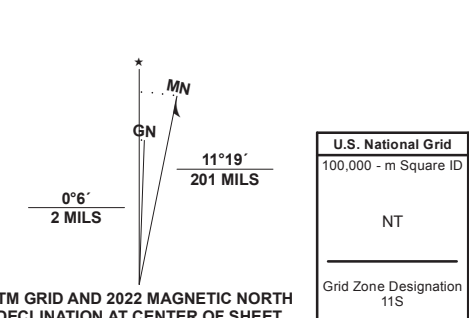 ★
MN
GN
11°19´
201 MILS
0°6´
2 MILS
TM GRID AND 2022 MAGNETIC NORTH
DECLINATION AT CENTER OF SHEET
U.S. National Grid
100,000 - m Square ID
NT
Grid Zone Designation
11S